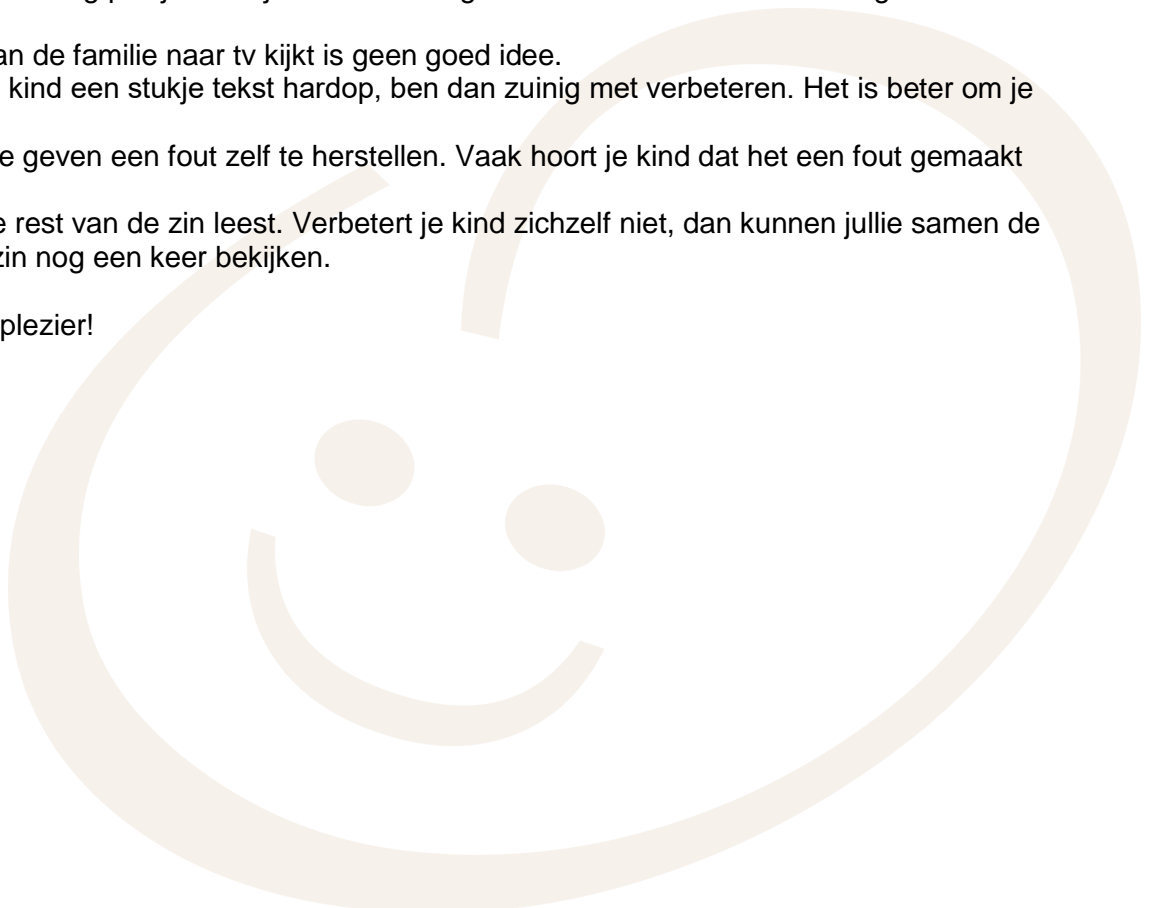 an de familie naar tv kijkt is geen goed idee.
kind een stukje tekst hardop, ben dan zuinig met verbeteren. Het is beter om je
e geven een fout zelf te herstellen. Vaak hoort je kind dat het een fout gemaakt
e rest van de zin leest. Verbetert je kind zichzelf niet, dan kunnen jullie samen de
zin nog een keer bekijken.
plezier!